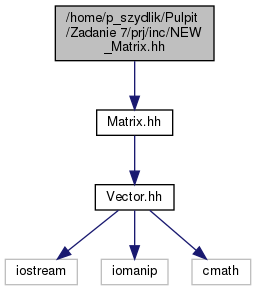 /home/p_szydlik/Pulpit
/Zadanie 7/prj/inc/NEW
_Matrix.hh
Matrix.hh
Vector.hh
iostream
iomanip
cmath